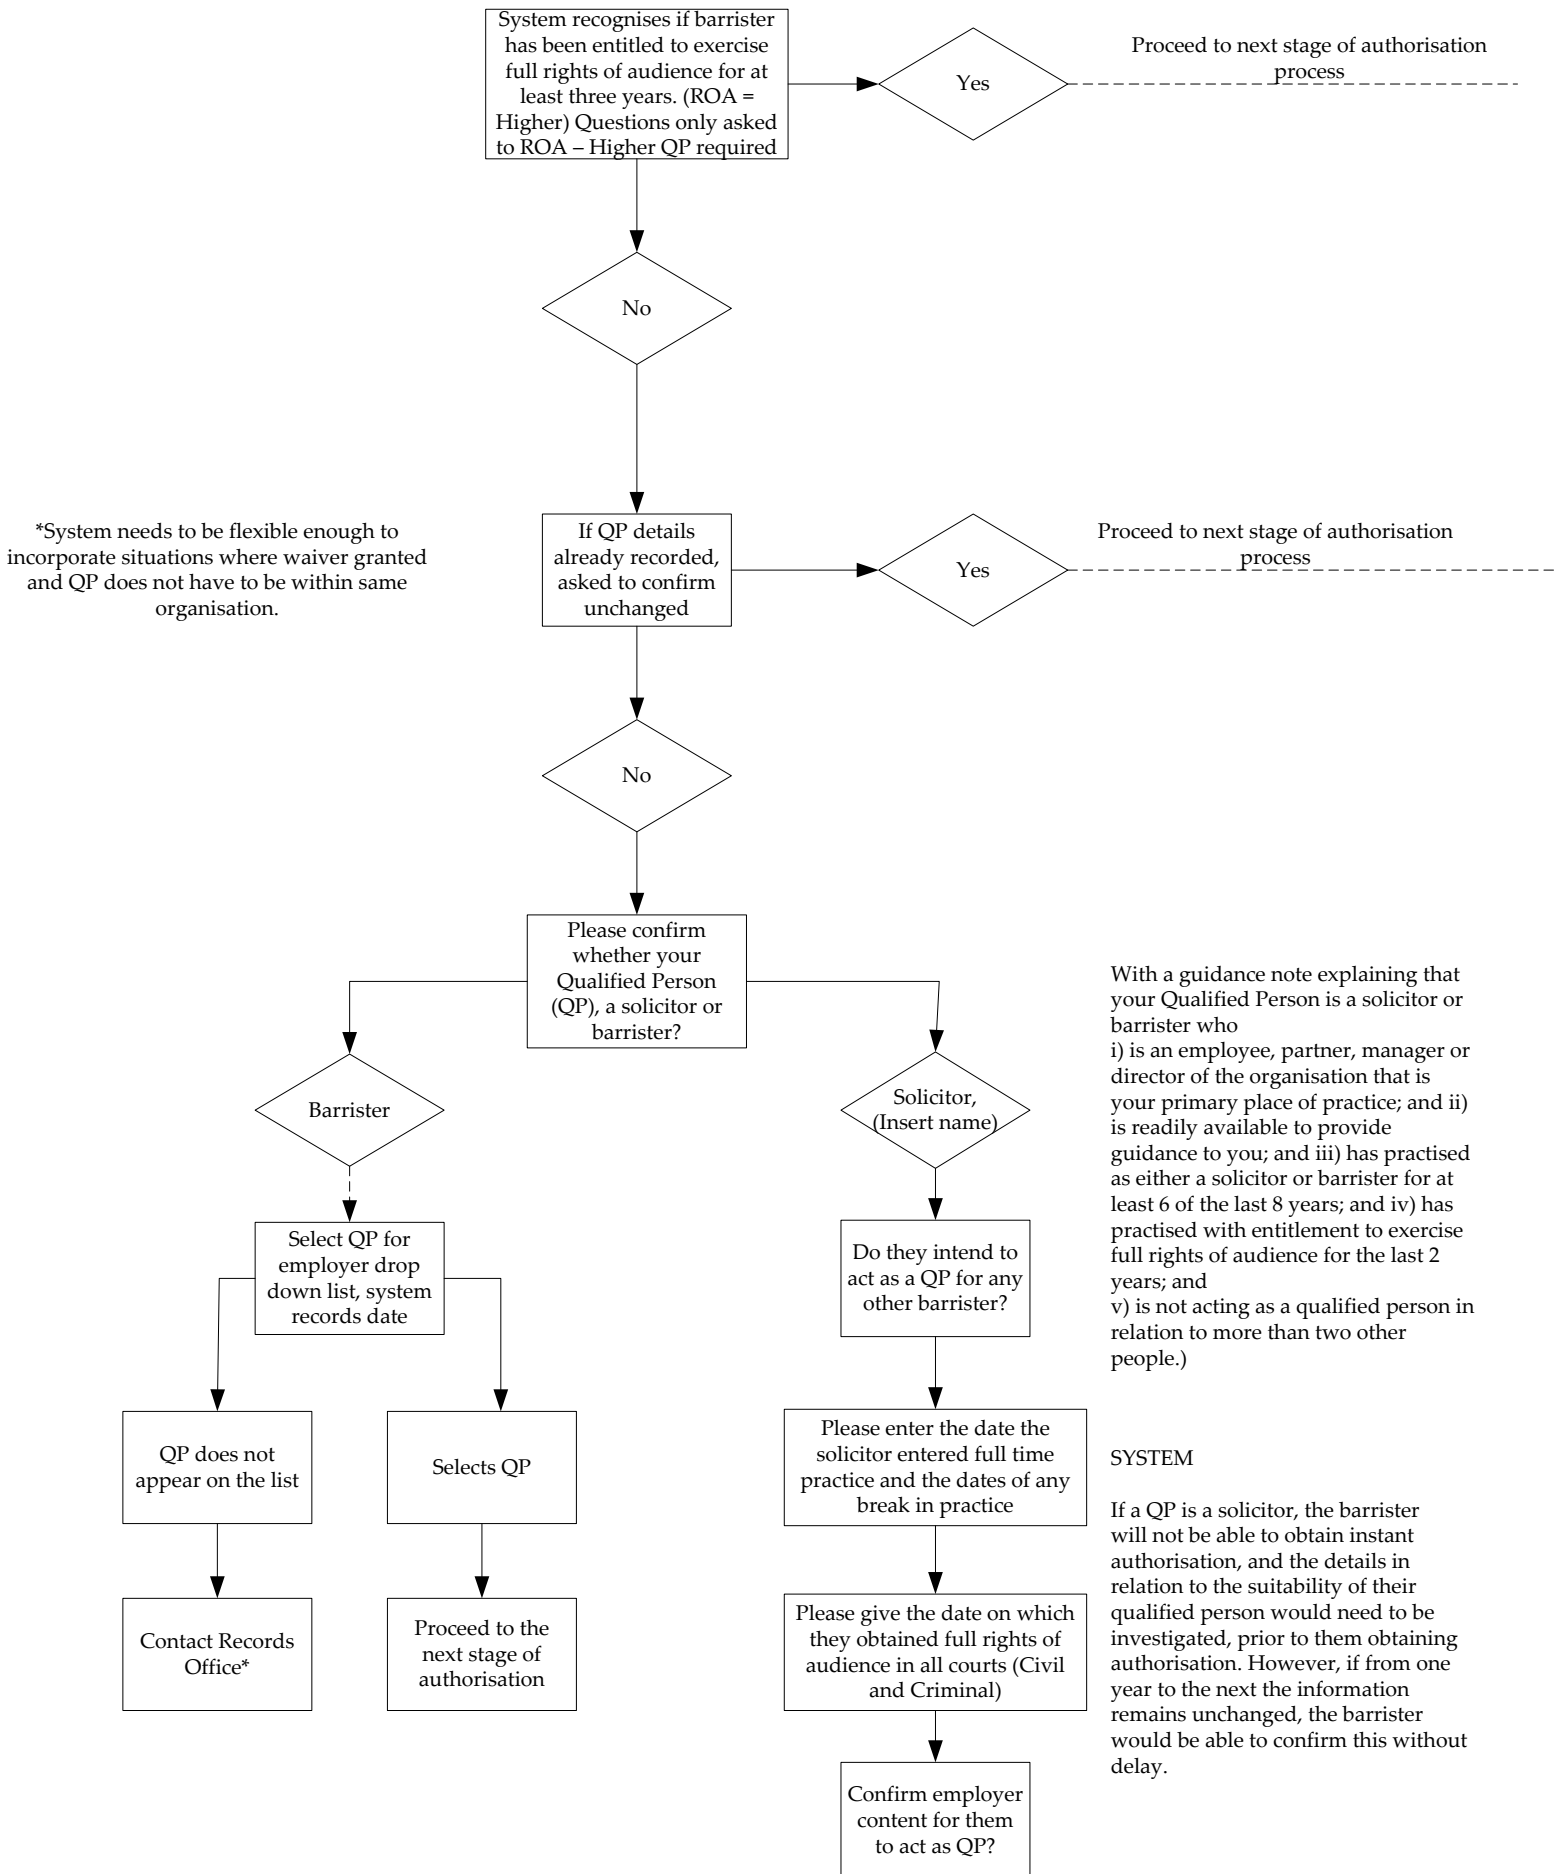 System recognises if barrister
has been entitled to exercise
full rights of audience for at
least three years. (ROA =
Higher) Questions only asked
to ROA – Higher QP required
Yes
Proceed to next stage of authorisation
process
No
*System needs to be flexible enough to
incorporate situations where waiver granted
and QP does not have to be within same
organisation.
If QP details
already recorded,
asked to confirm
unchanged
Yes
Proceed to next stage of authorisation
process
No
Please confirm
whether your
Qualified Person
(QP), a solicitor or
barrister?
With a guidance note explaining that
your Qualified Person is a solicitor or
barrister who
i) is an employee, partner, manager or
director of the organisation that is
your primary place of practice; and ii)
is readily available to provide
guidance to you; and iii) has practised
as either a solicitor or barrister for at
least 6 of the last 8 years; and iv) has
practised with entitlement to exercise
full rights of audience for the last 2
years; and
v) is not acting as a qualified person in
relation to more than two other
people.)
Barrister
Solicitor,
(Insert name)
Select QP for
employer drop
down list, system
records date
Do they intend to
act as a QP for any
other barrister?
QP does not
appear on the list
Selects QP
Please enter the date the
solicitor entered full time
practice and the dates of any
break in practice
SYSTEM
If a QP is a solicitor, the barrister
will not be able to obtain instant
authorisation, and the details in
relation to the suitability of their
qualified person would need to be
investigated, prior to them obtaining
authorisation. However, if from one
year to the next the information
remains unchanged, the barrister
would be able to confirm this without
delay.
Contact Records
Office*
Proceed to the
next stage of
authorisation
Please give the date on which
they obtained full rights of
audience in all courts (Civil
and Criminal)
Confirm employer
content for them
to act as QP?